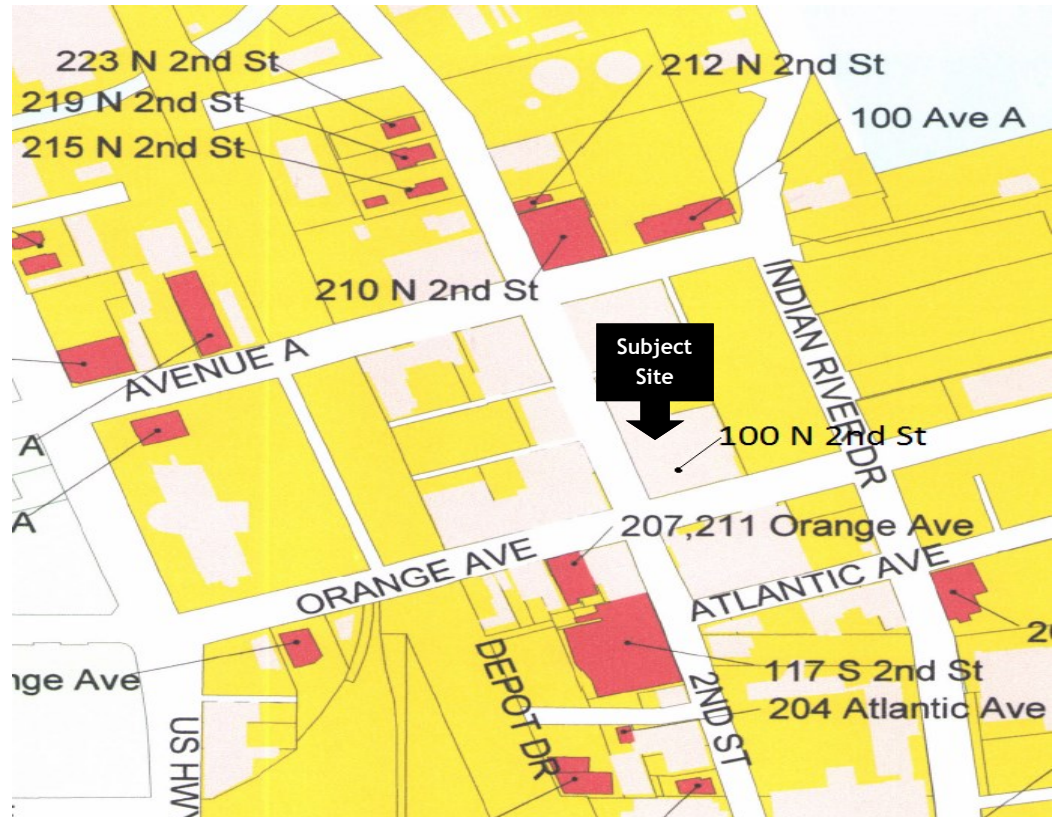 223 N 2nd St
212 N 2nd St
219 N 2nd St
100 Ave A
215 N 2nd St
210 N 2nd St
INDIAN RIVER DR
Subject
Site
AVENUE A
100 N 2nd St
A
A
207,211 Orange Ave
ORANGE AVE
ATLANTIC AVE
20
nge Ave
DEPOT DR
117 S 2nd St
2ND ST
204 Atlantic Ave
US HW